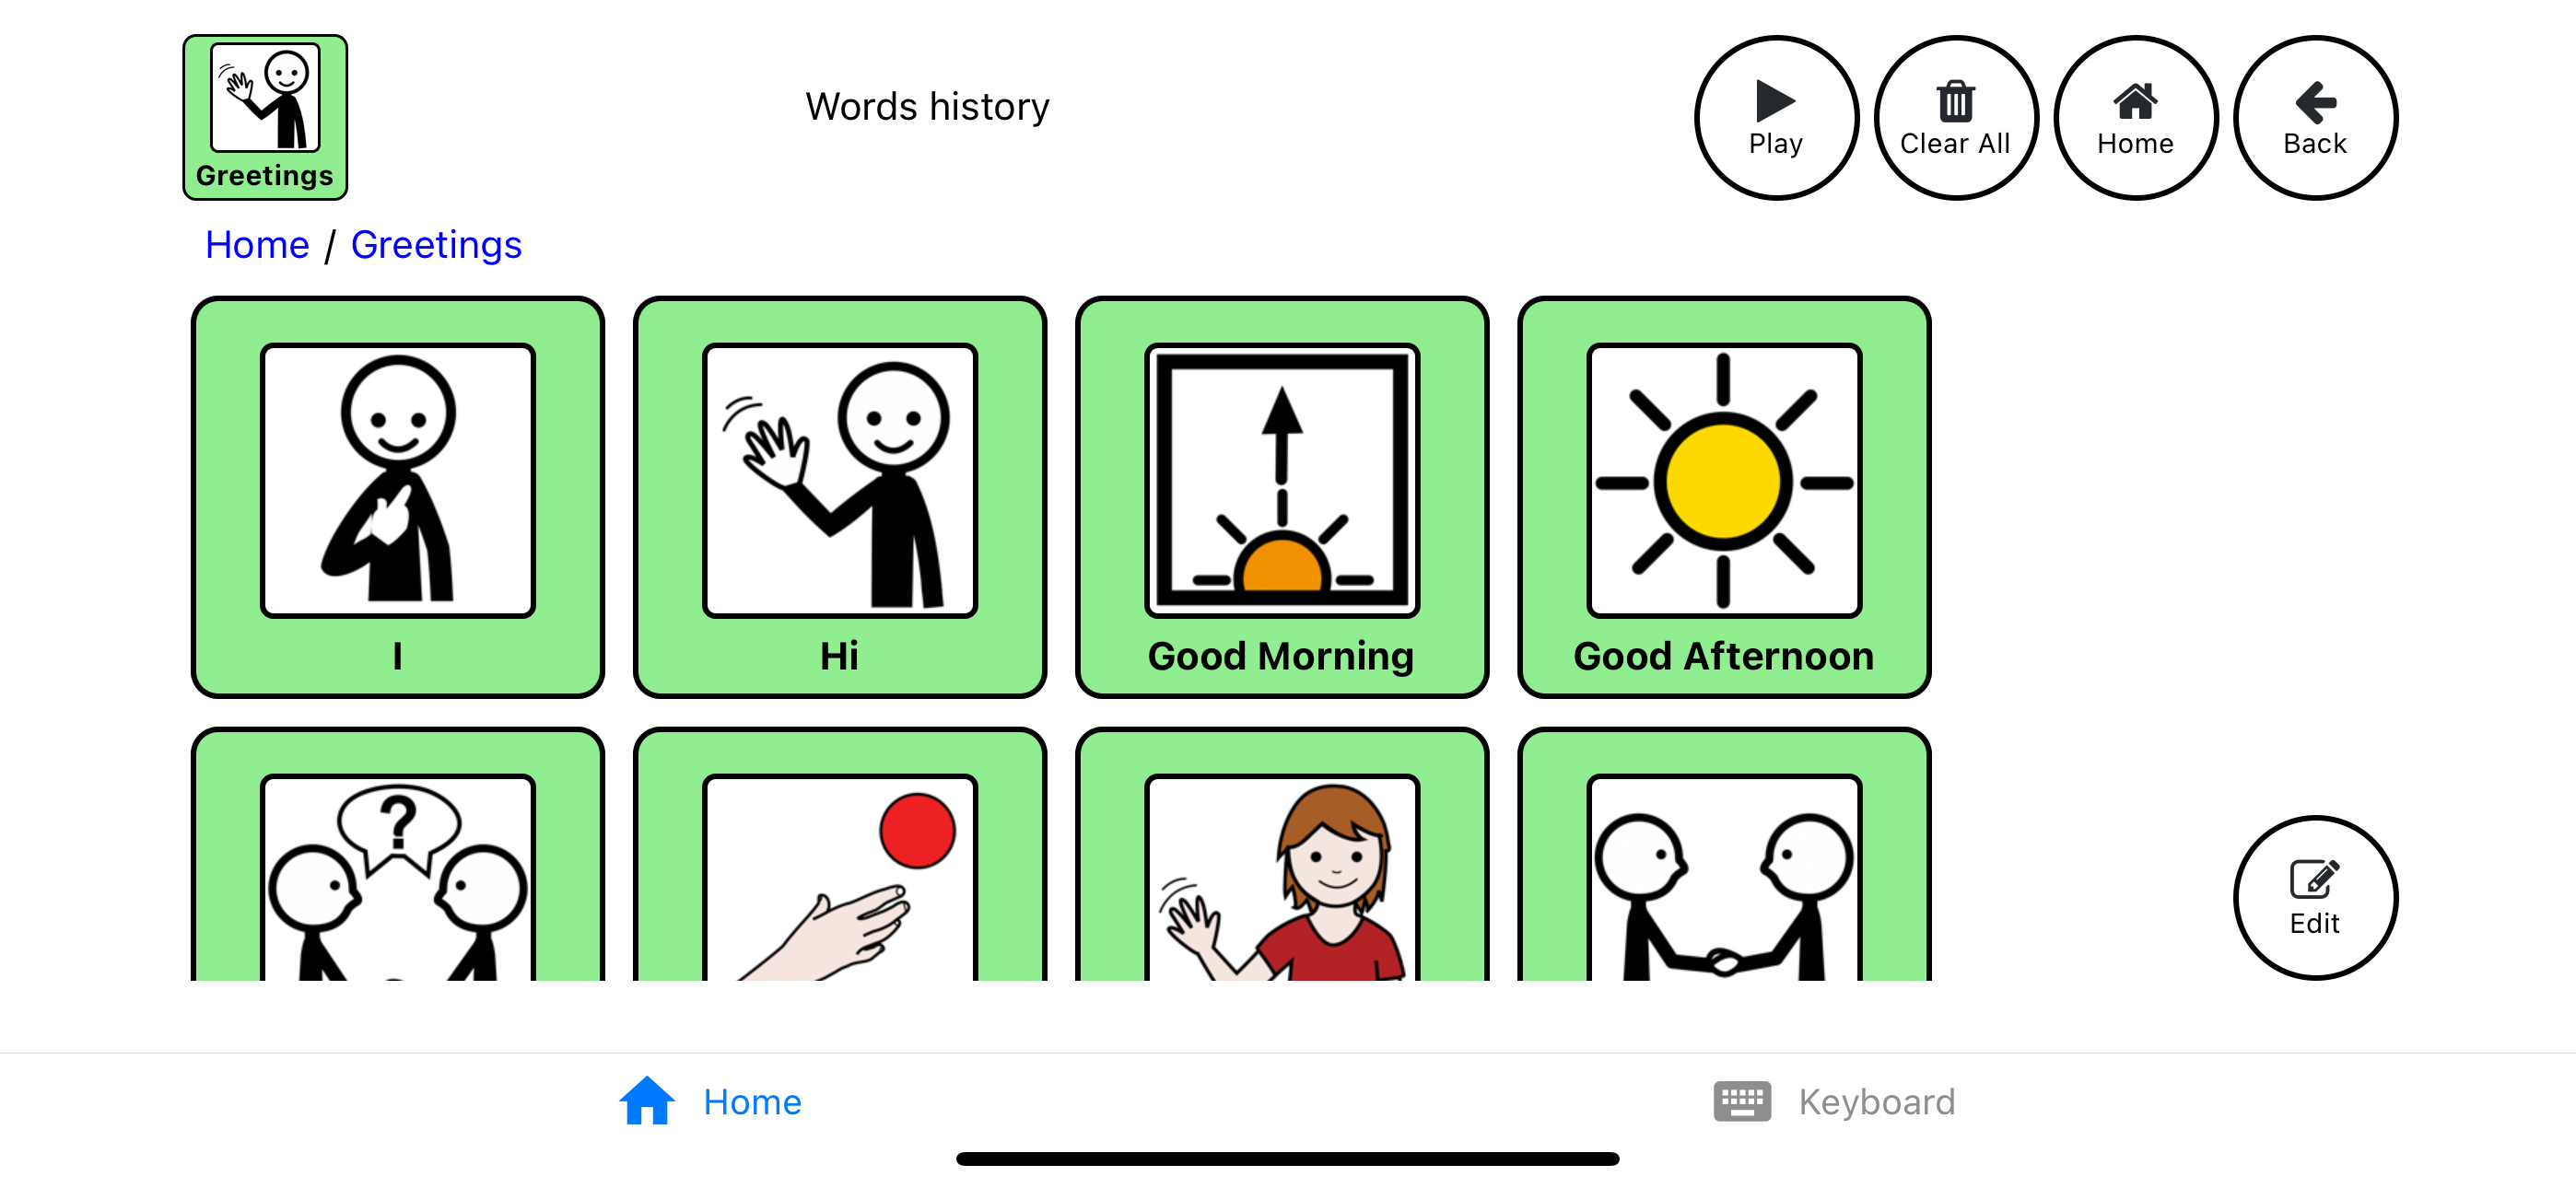 Greetings
Words history
Play
Clear All
Home
Back
Home / Greetings
I
Hi
Good Morning
Good Afternoon
?
Edit
Home
Keyboard